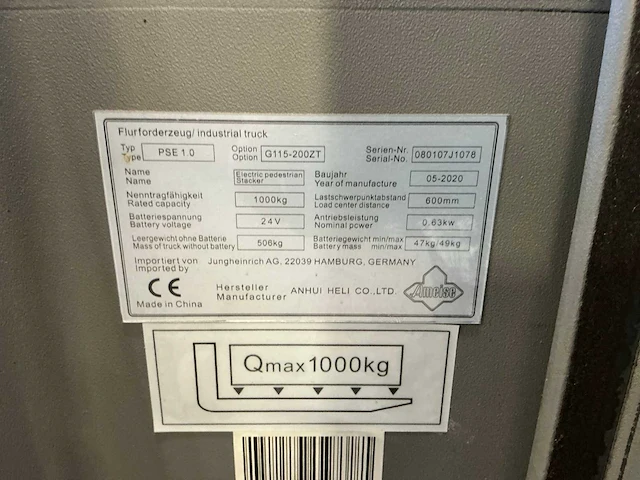 Flurforderzeug/ industrial truck
Typ PSE 1.0 Option G115-200ZT Serien-Nr. 080107J1078
Type Option Serial-No.
Name Electric pedestrian Baujahr 05-2020
Name Stacker Year of manufacture
Nenntragfähigkeit 1000kg Lastschwerpunktabstand 600mm
Rated capacity Load center distance
Batteriespannung 24V Antriebsleistung 0.63kw
Battery voltage Nominal power
Leergewicht ohne Batterie 506kg Batteriegewicht min/max 47kg/49kg
Mass of truck without battery Battery mass min/max
Importiert von Jungheinrich AG, 22039 HAMBURG, GERMANY
Imported by
CE Hersteller ANHUI HELI CO.,LTD. Ameise
Manufacturer
Made in China
Qmax1000kg